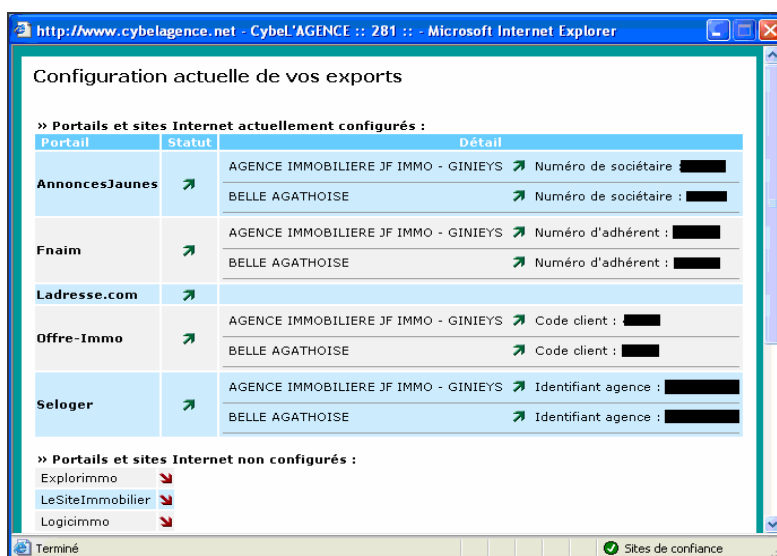 http://www.cybelagence.net - CybeL'AGENCE :: 281 :: - Microsoft Internet Explorer
Configuration actuelle de vos exports
» Portails et sites Internet actuellement configurés :
Portail Statut Détail
AnnoncesJaunes
AGENCE IMMOBILIERE JF IMMO - GINIEYS Numéro de sociétaire :
BELLE AGATHOISE Numéro de sociétaire :
Fnaim
AGENCE IMMOBILIERE JF IMMO - GINIEYS Numéro d'adhérent :
BELLE AGATHOISE Numéro d'adhérent :
Ladresse.com
Offre-Immo
AGENCE IMMOBILIERE JF IMMO - GINIEYS Code client :
BELLE AGATHOISE Code client :
Seloger
AGENCE IMMOBILIERE JF IMMO - GINIEYS Identifiant agence :
BELLE AGATHOISE Identifiant agence :
» Portails et sites Internet non configurés :
Explorimmo
LeSiteImmobilier
Logicimmo
Terminé Sites de confiance